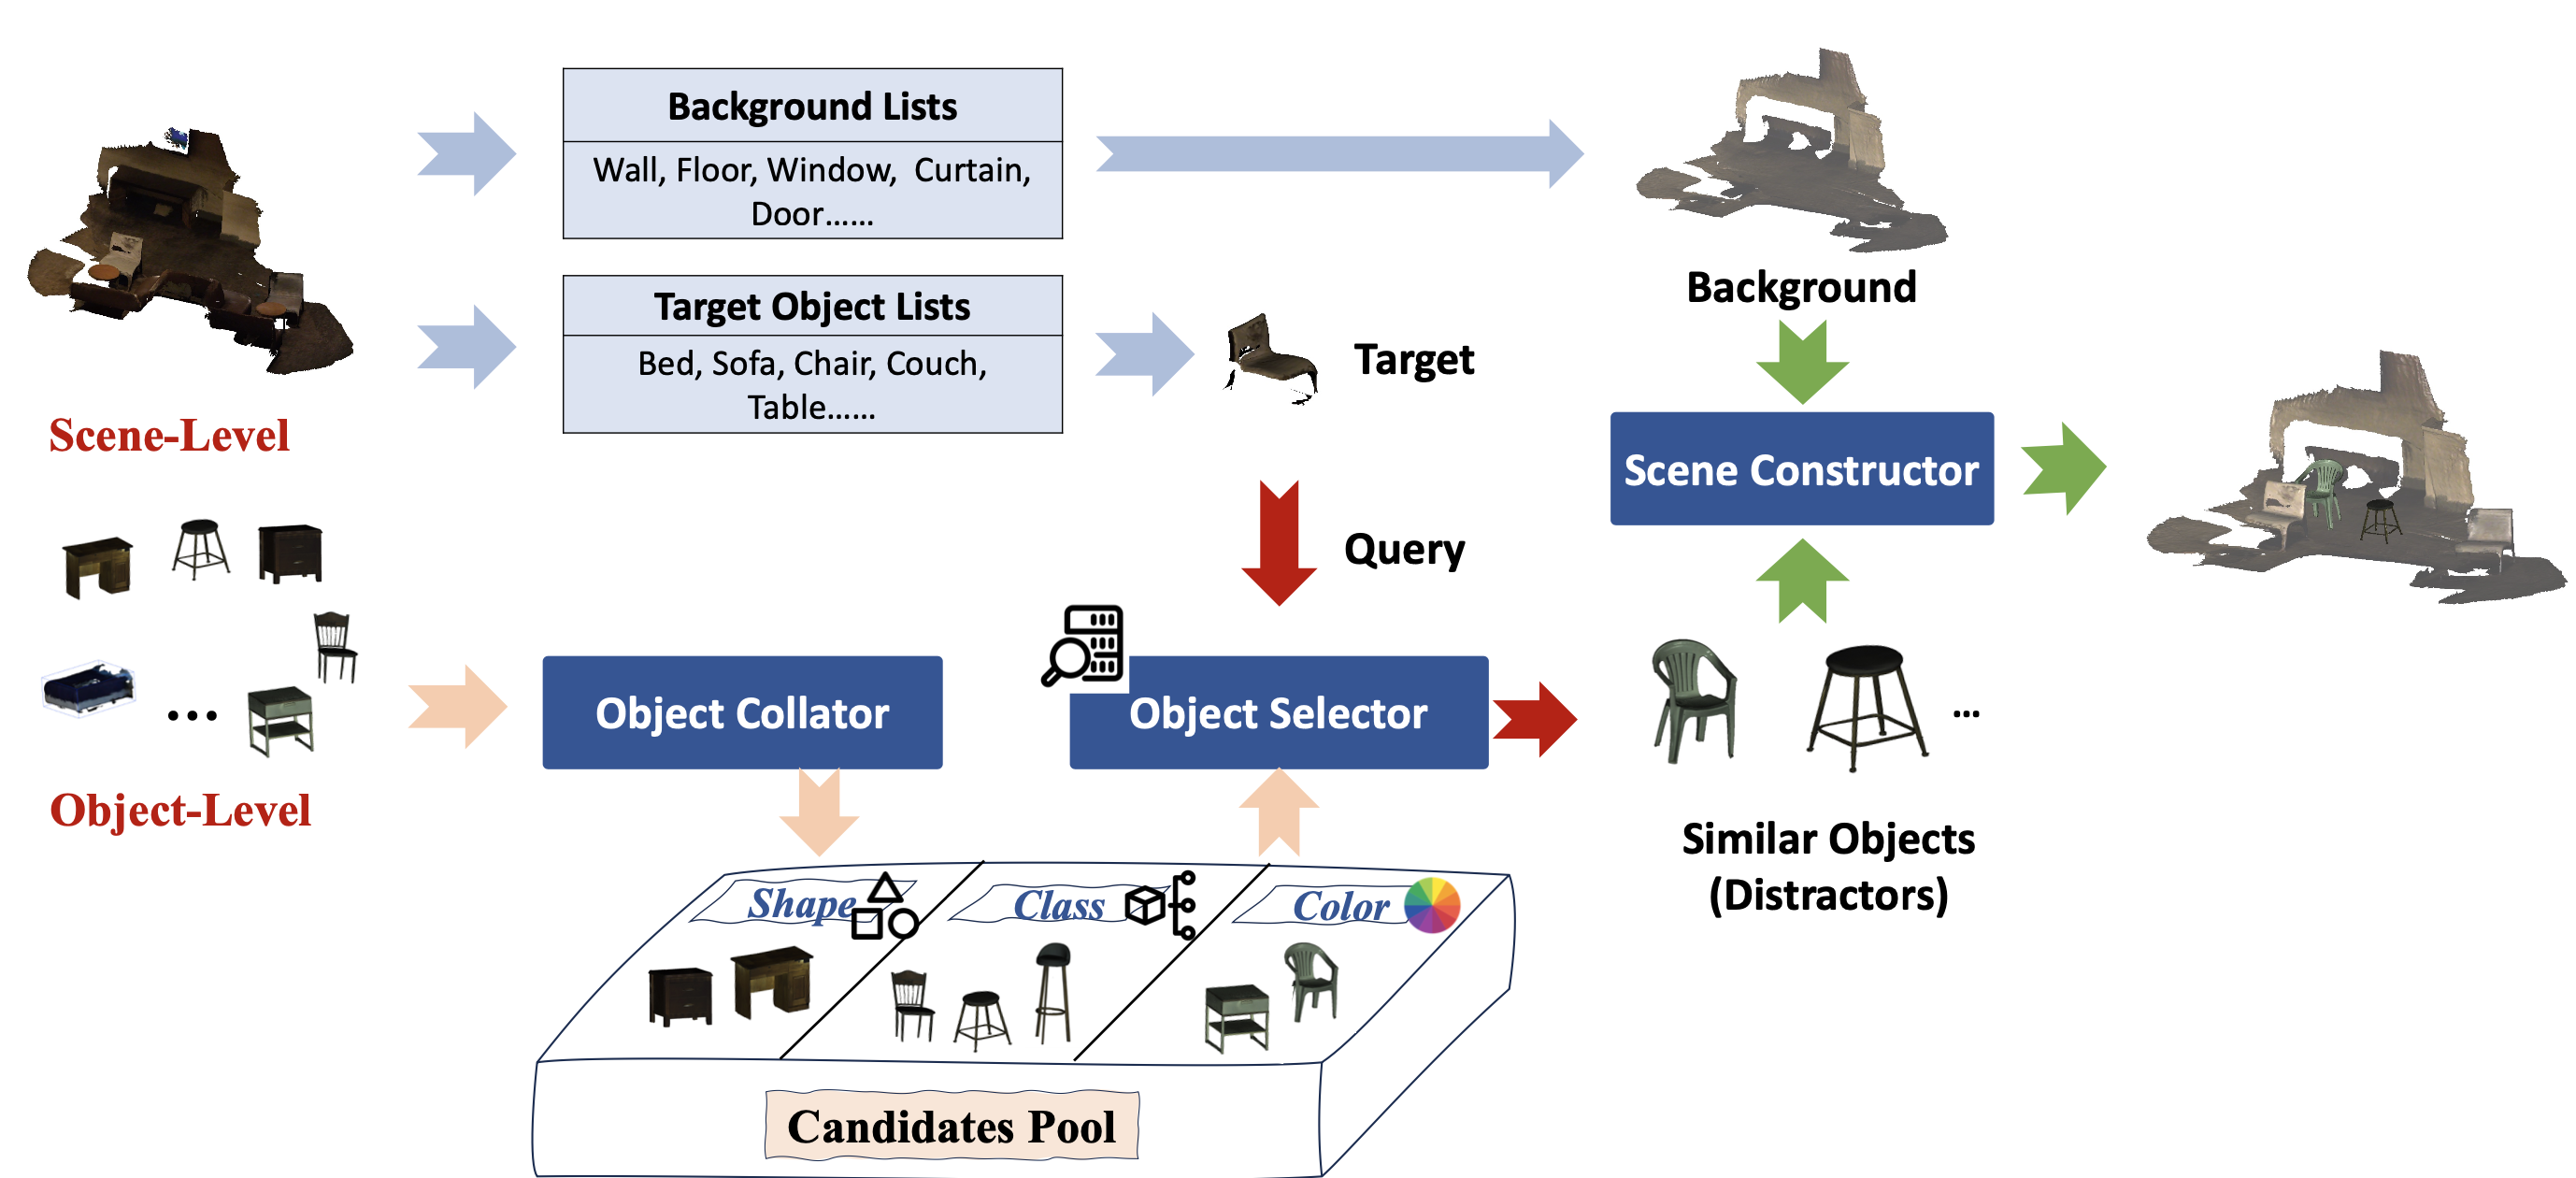 Background Lists
Wall, Floor, Window, Curtain,
Door......
Background
Target Object Lists
Bed, Sofa, Chair, Couch,
Table......
Target
Scene-Level
Scene Constructor
Query
...
Object Collator
Object Selector
...
Object-Level
Similar Objects
(Distractors)
Shape
Class
Color
Candidates Pool